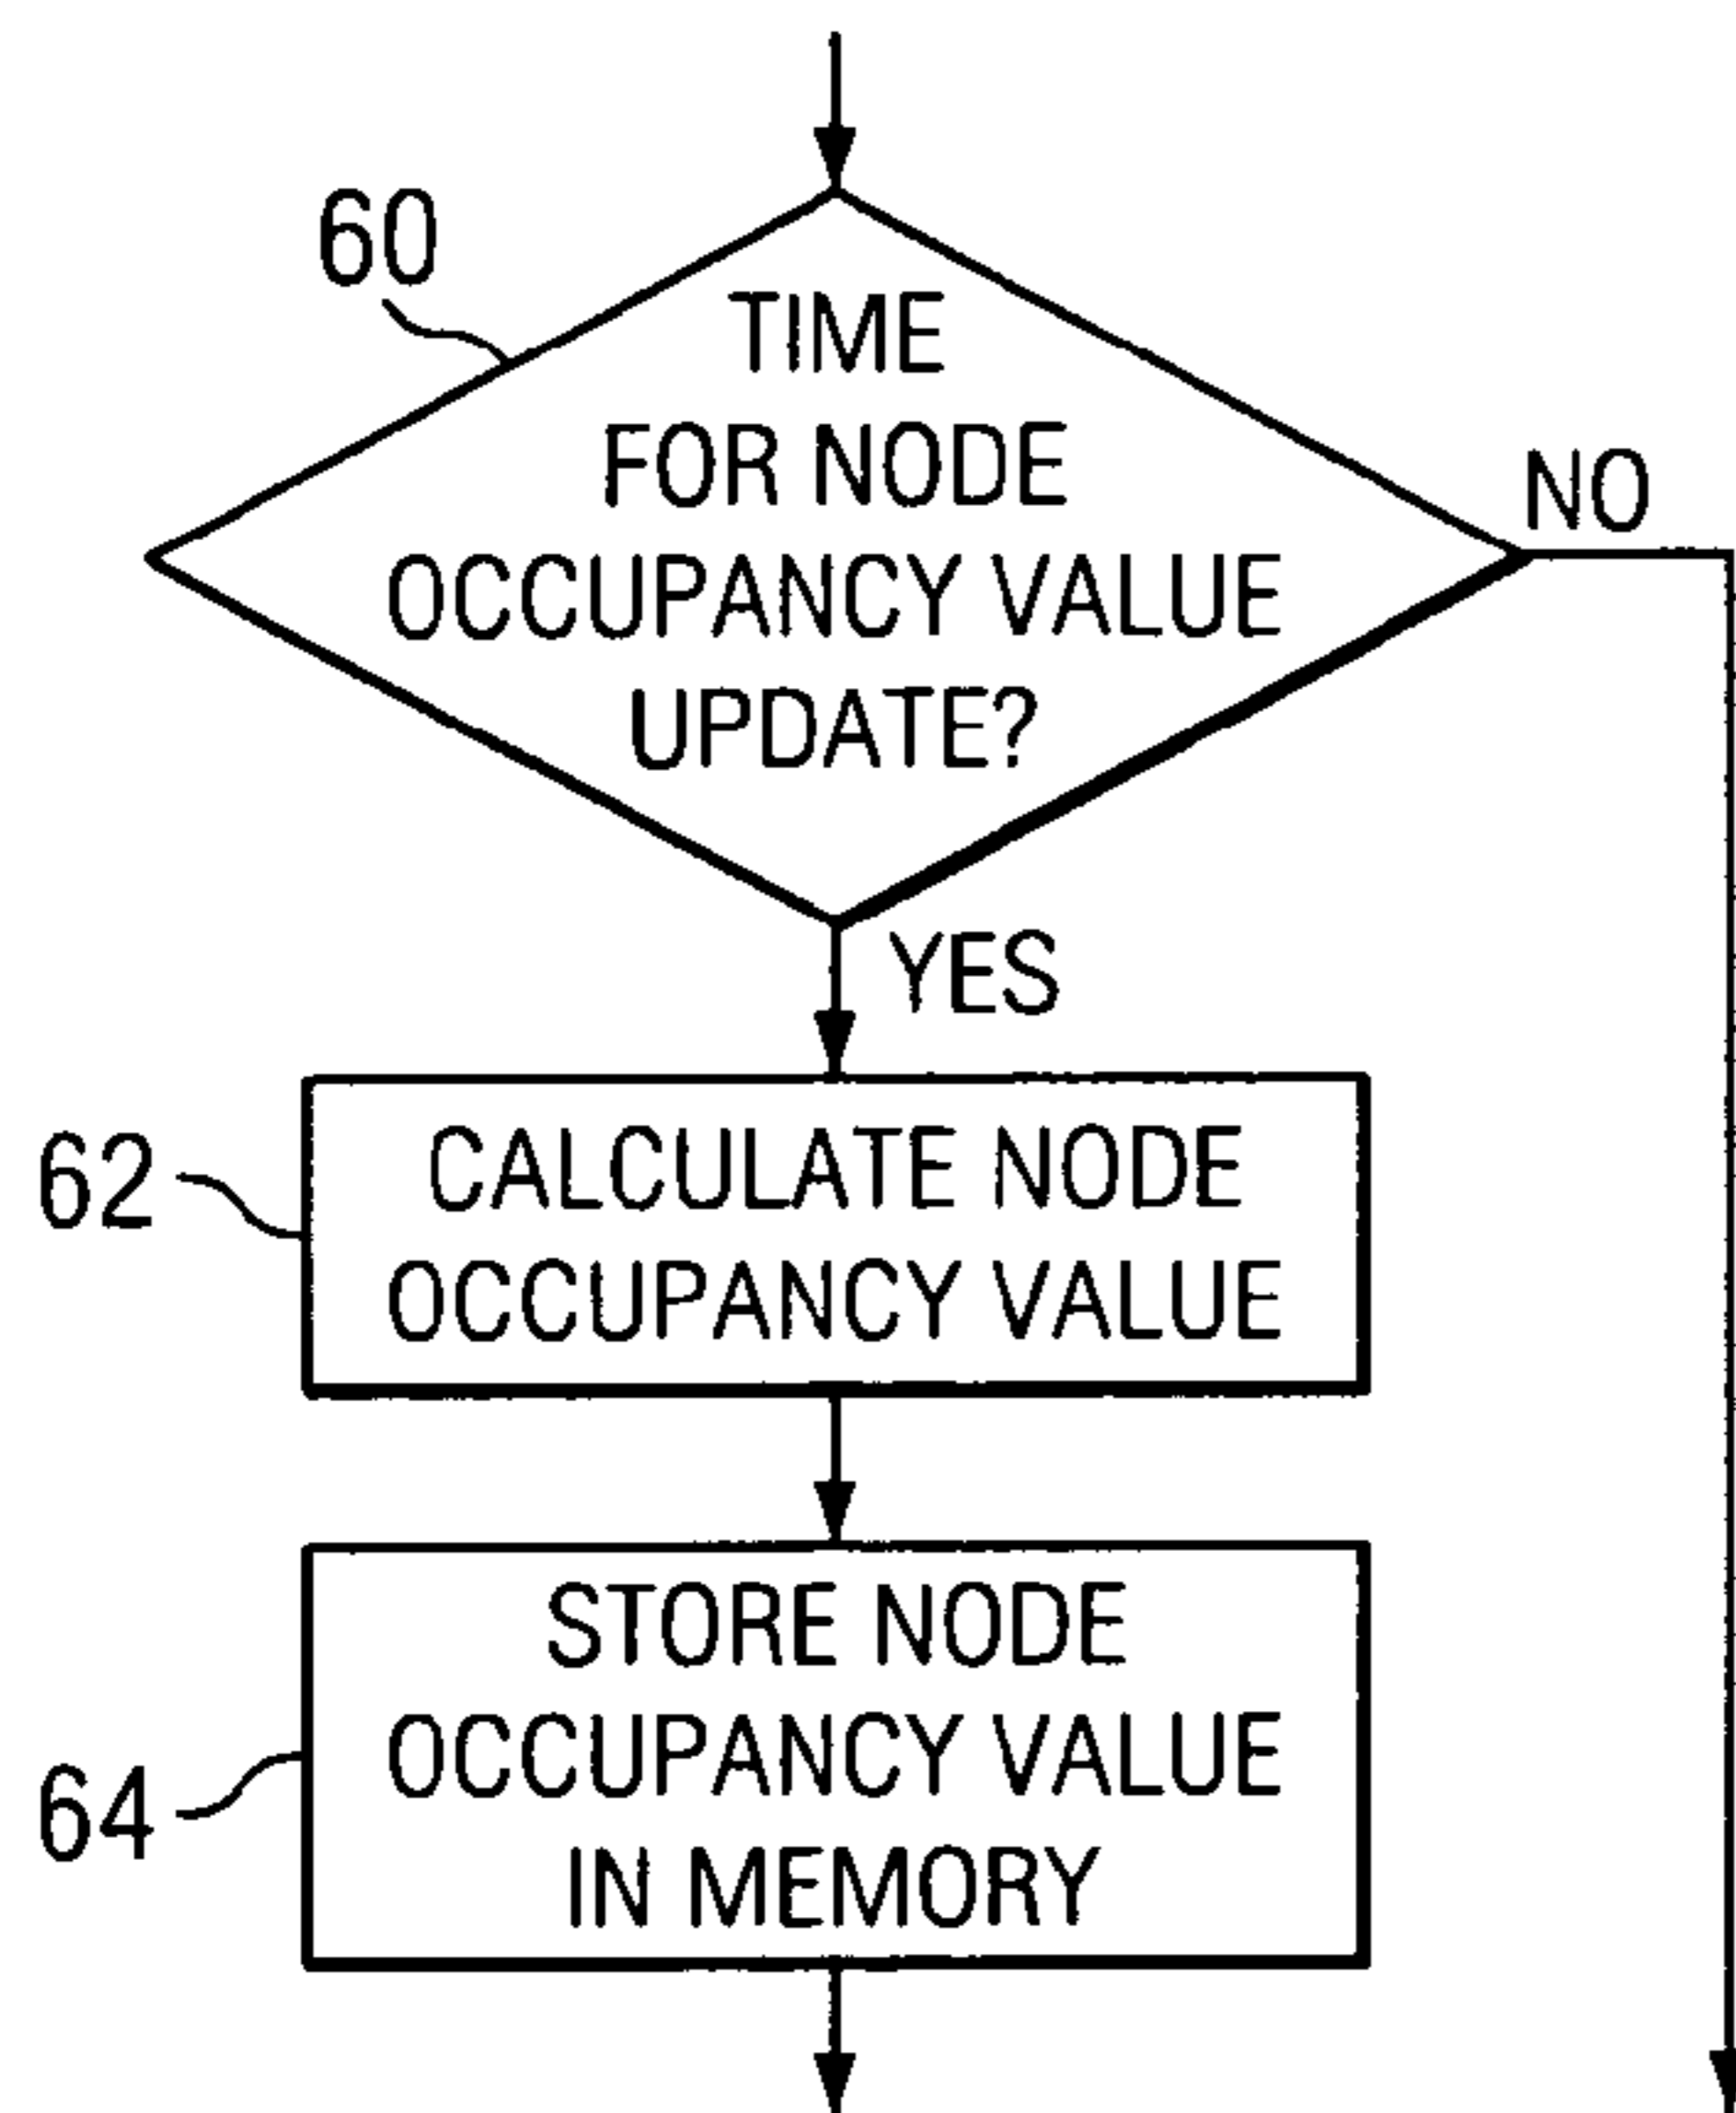 60
TIME
FOR NODE
OCCUPANCY VALUE
UPDATE?
NO
YES
62
CALCULATE NODE
OCCUPANCY VALUE
64
STORE NODE
OCCUPANCY VALUE
IN MEMORY